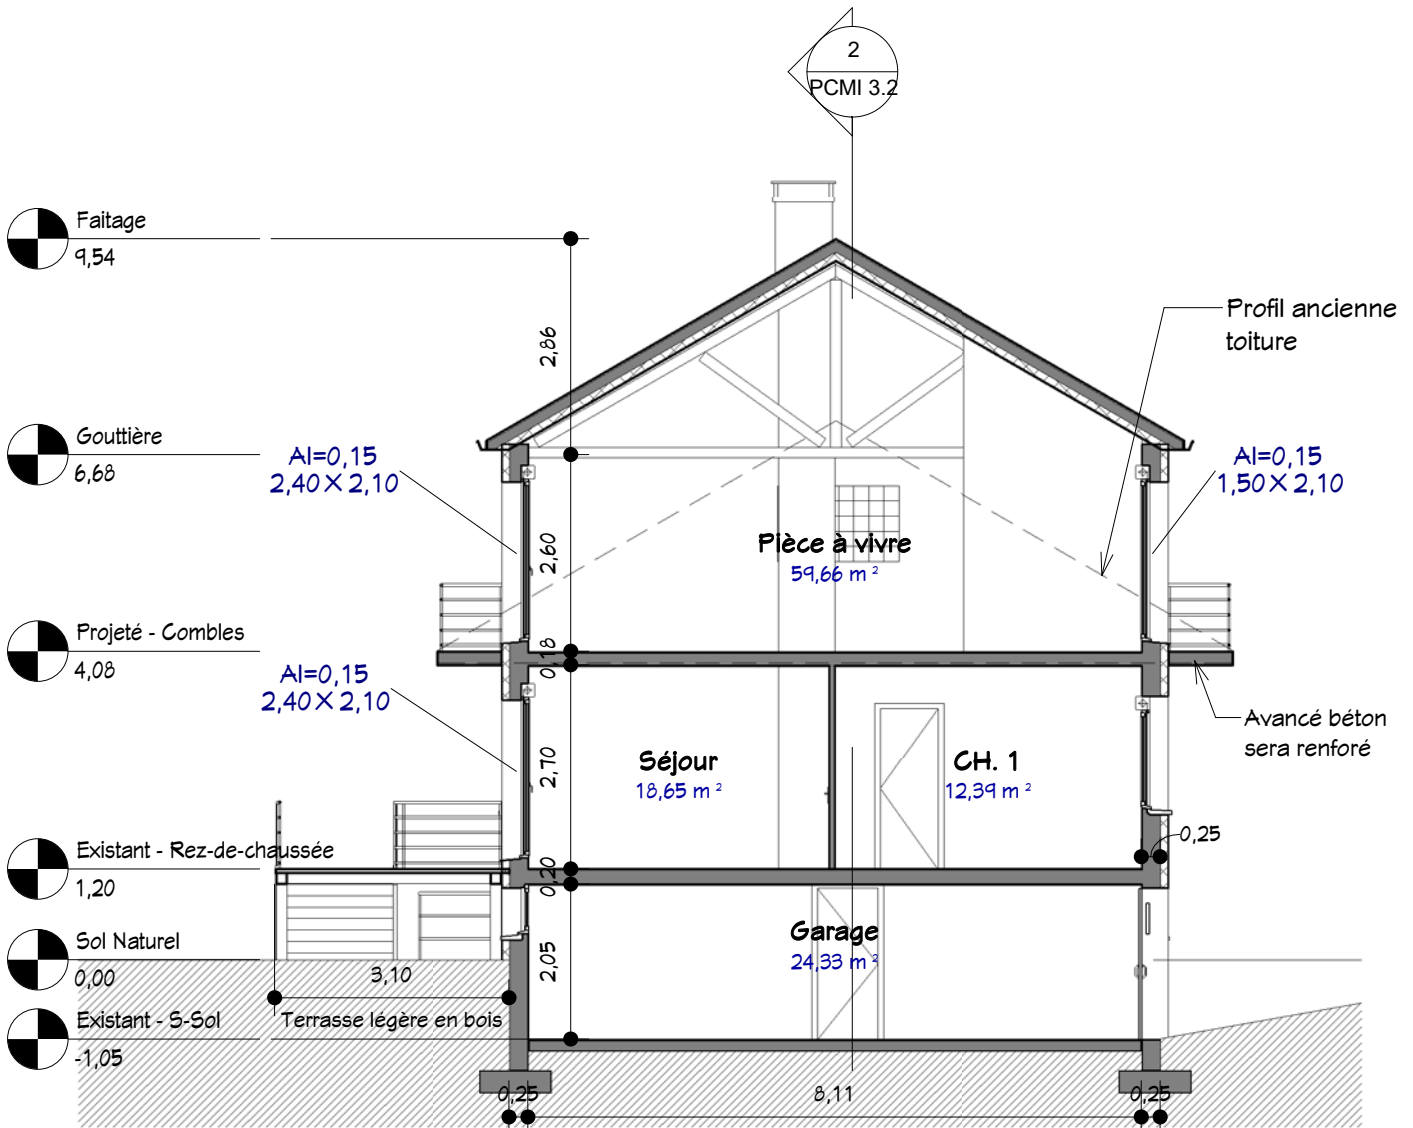 2
PCMI 3.2
Faitage
9,54
2,86
Profil ancienne
toiture
Gouttière
6,68
Al=0,15
2,40 X 2,10
Al=0,15
1,50 X 2,10
2,60
Pièce à vivre
59,66 m²
Projeté - Combles
4,08
0,18
Al=0,15
2,40 X 2,10
Avancé béton
sera renforé
2,70
Séjour
18,65 m²
CH. 1
12,39 m²
0,25
Existant - Rez-de-chaussée
1,20
0,20
Sol Naturel
0,00
2,05
Garage
24,33 m²
3,10
Terrasse légère en bois
Existant - S-Sol
-1,05
0,25
8,11
0,25